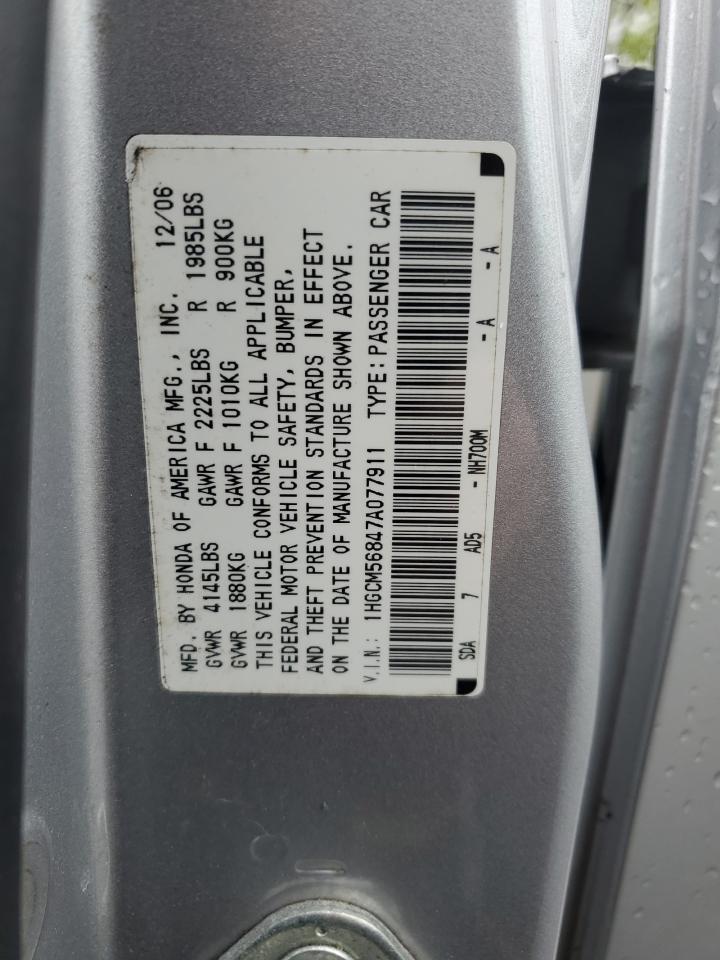 MFD. BY HONDA OF AMERICA MFG., INC. 12/06
GVWR 4145LBS GAWR F 2225LBS R 1985LBS
GVWR 1880KG GAWR F 1010KG R 900KG
THIS VEHICLE CONFORMS TO ALL APPLICABLE
FEDERAL MOTOR VEHICLE SAFETY, BUMPER,
AND THEFT PREVENTION STANDARDS IN EFFECT
ON THE DATE OF MANUFACTURE SHOWN ABOVE.
V.I.N.: 1HGCM56847A077911 TYPE: PASSENGER CAR
SDA 7 AD5 - NH700M - A - A